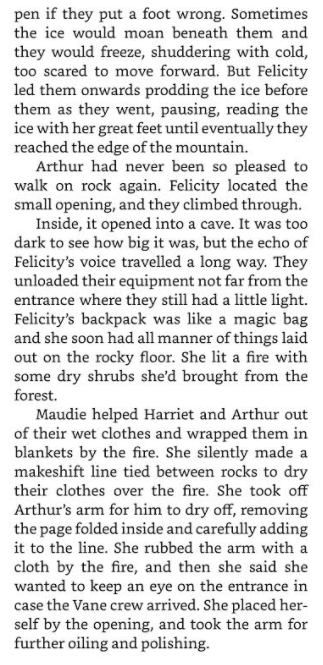 pen if they put a foot wrong. Sometimes
the ice would moan beneath them and
they would freeze, shuddering with cold,
too scared to move forward. But Felicity
led them onwards prodding the ice before
them as they went, pausing, reading the
ice with her great feet until eventually they
reached the edge of the mountain.
Arthur had never been so pleased to
walk on rock again. Felicity located the
small opening, and they climbed through.
Inside, it opened into a cave. It was too
dark to see how big it was, but the echo of
Felicity’s voice travelled a long way. They
unloaded their equipment not far from the
entrance where they still had a little light.
Felicity’s backpack was like a magic bag
and she soon had all manner of things laid
out on the rocky floor. She lit a fire with
some dry shrubs she’d brought from the
forest.
Maudie helped Harriet and Arthur out
of their wet clothes and wrapped them in
blankets by the fire. She silently made a
makeshift line tied between rocks to dry
their clothes over the fire. She took off
Arthur’s arm for him to dry off, removing
the page folded inside and carefully adding
it to the line. She rubbed the arm with a
cloth by the fire, and then she said she
wanted to keep an eye on the entrance in
case the Vane crew arrived. She placed her-
self by the opening, and took the arm for
further oiling and polishing.